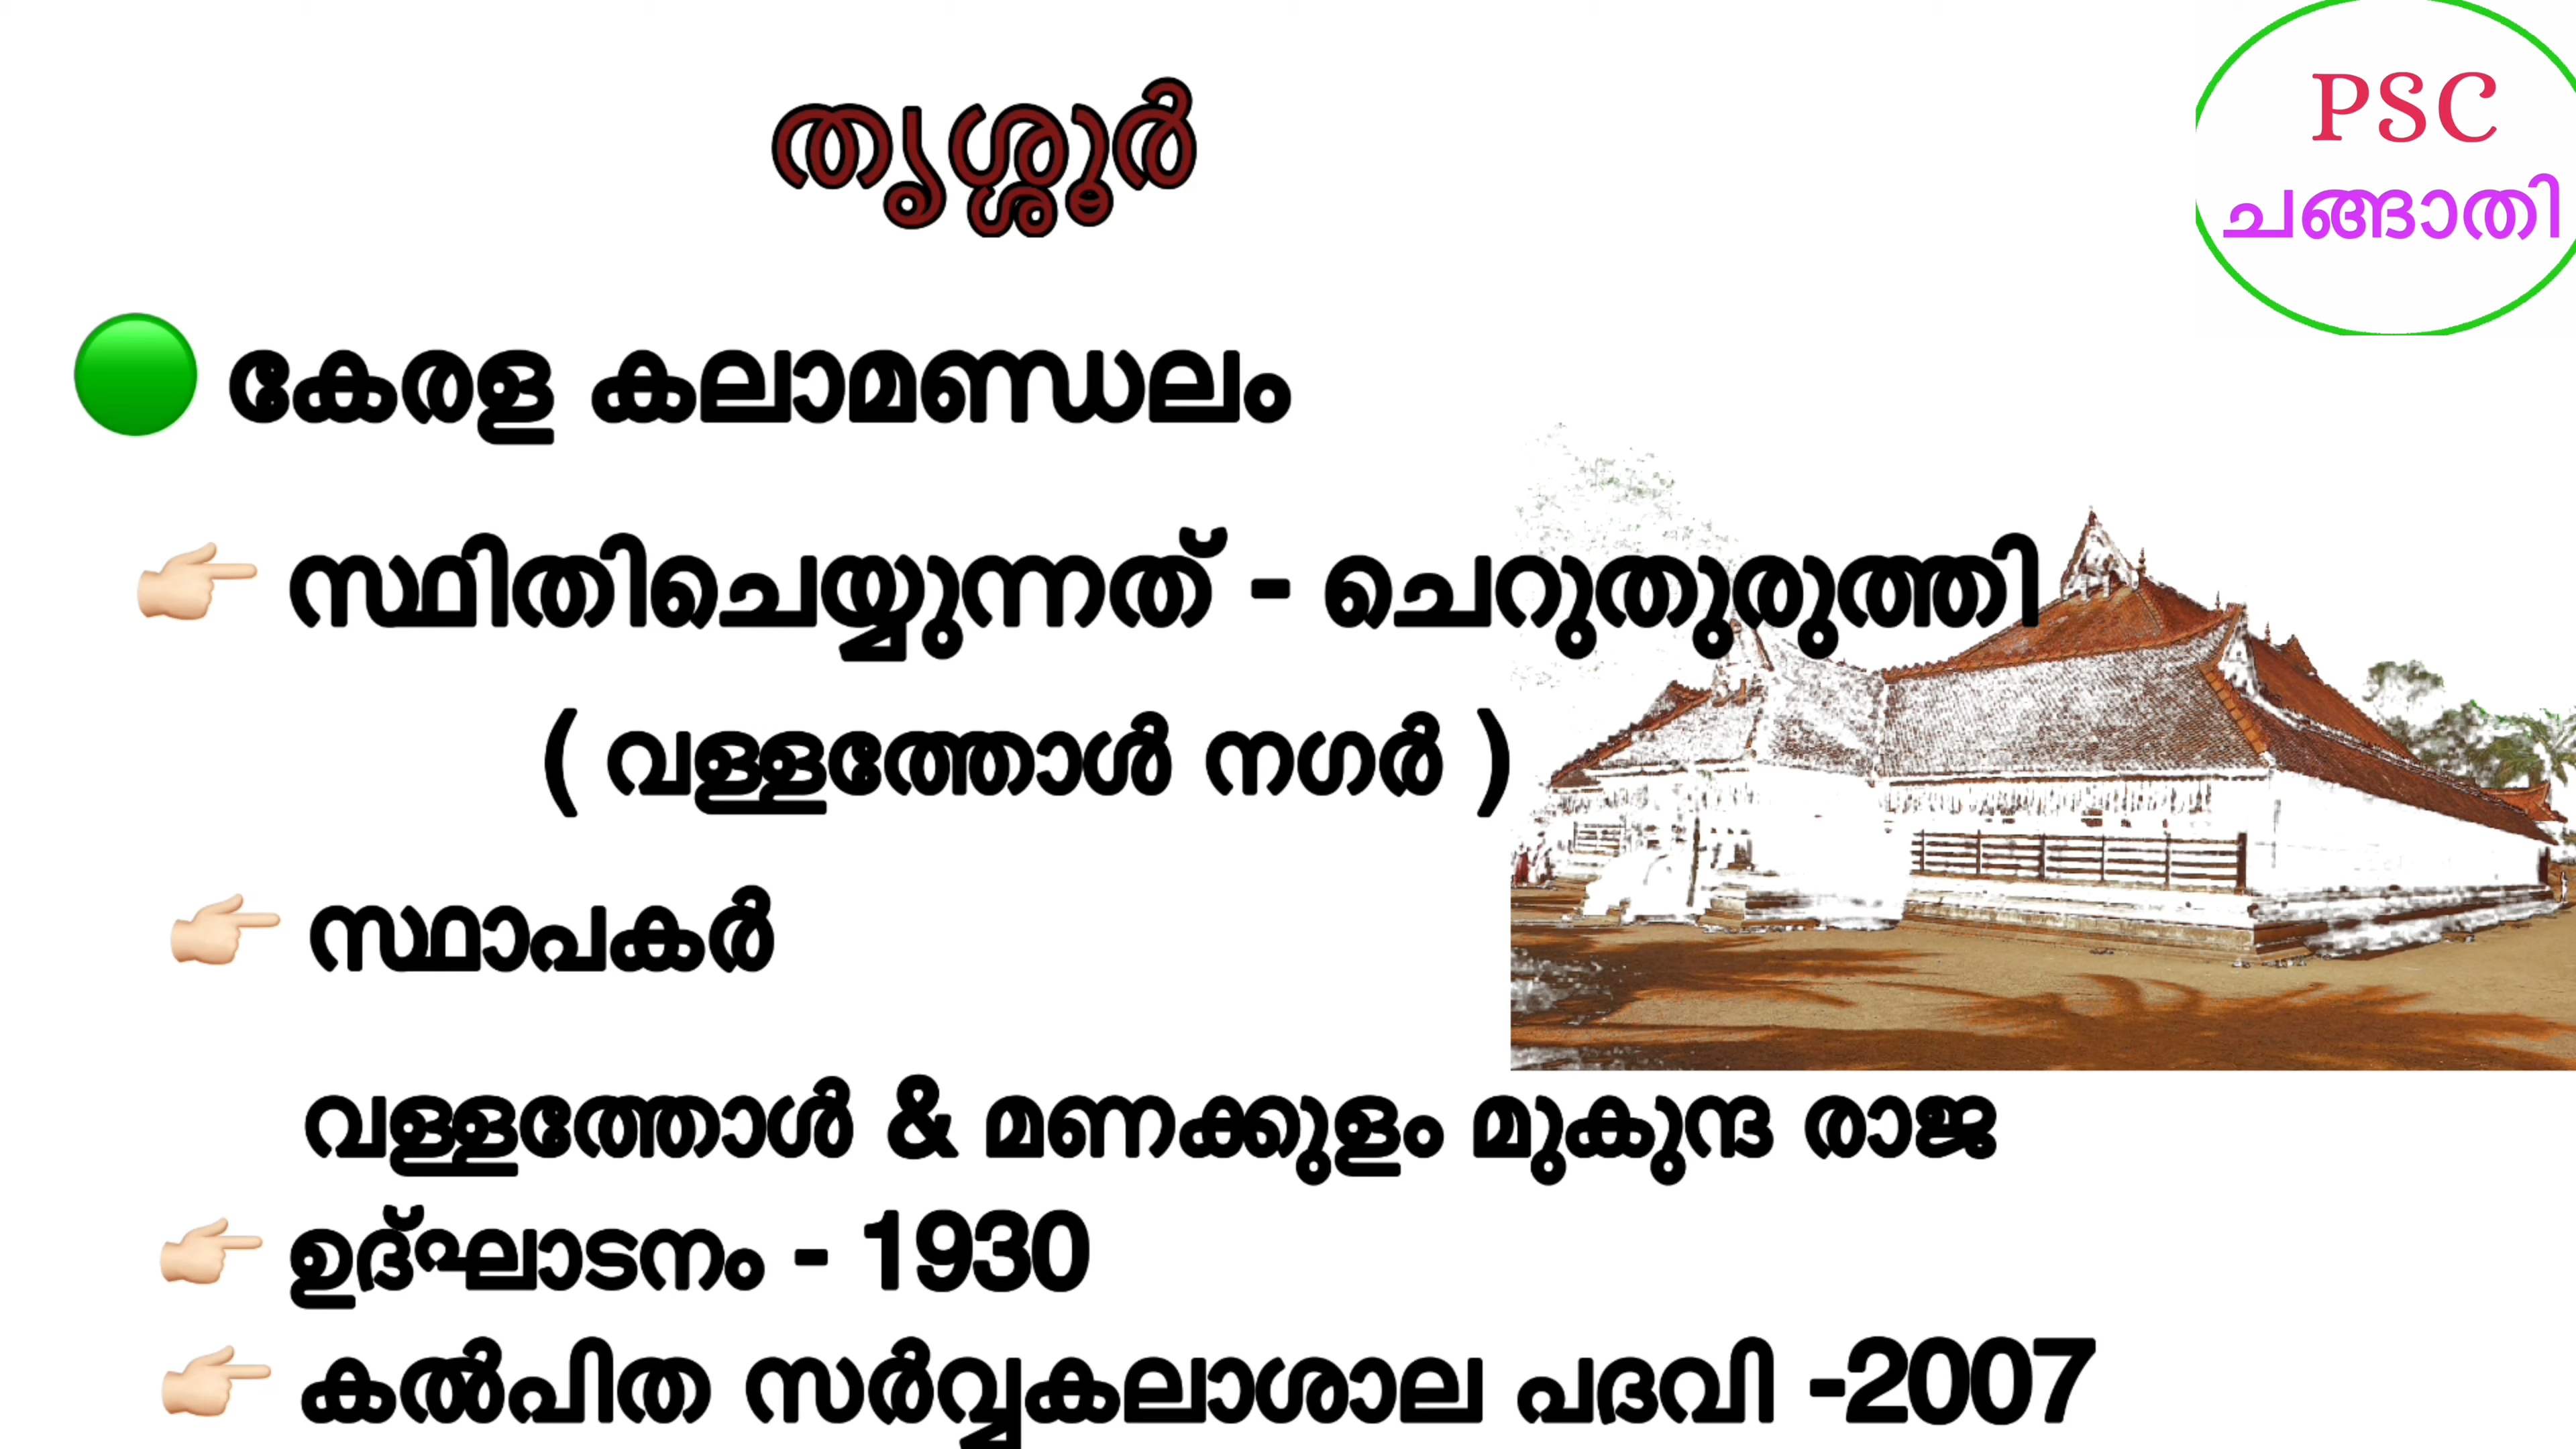 തൃശ്ശൂർ
PSC
ചങ്ങാതി
കേരള കലാമണ്ഡലം
സ്ഥിതിചെയ്യുന്നത് - ചെറുതുരുത്തി
( വള്ളത്തോൾ നഗർ )
സ്ഥാപകർ
വള്ളത്തോൾ & മണക്കുളം മുകുന്ദ രാജ
ഉദ്ഘാടനം - 1930
കൽപിത സർവ്വകലാശാല പദവി -2007